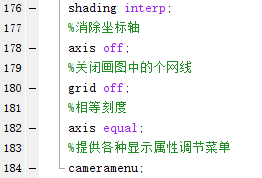 176 — shading interp;
177 %消除坐标轴
178 — axis off;
179 %关闭画图中的个网线
180 — grid off;
181 %相等刻度
182 — axis equal;
183 %提供各种显示属性调节菜单
184 — cameramenu;